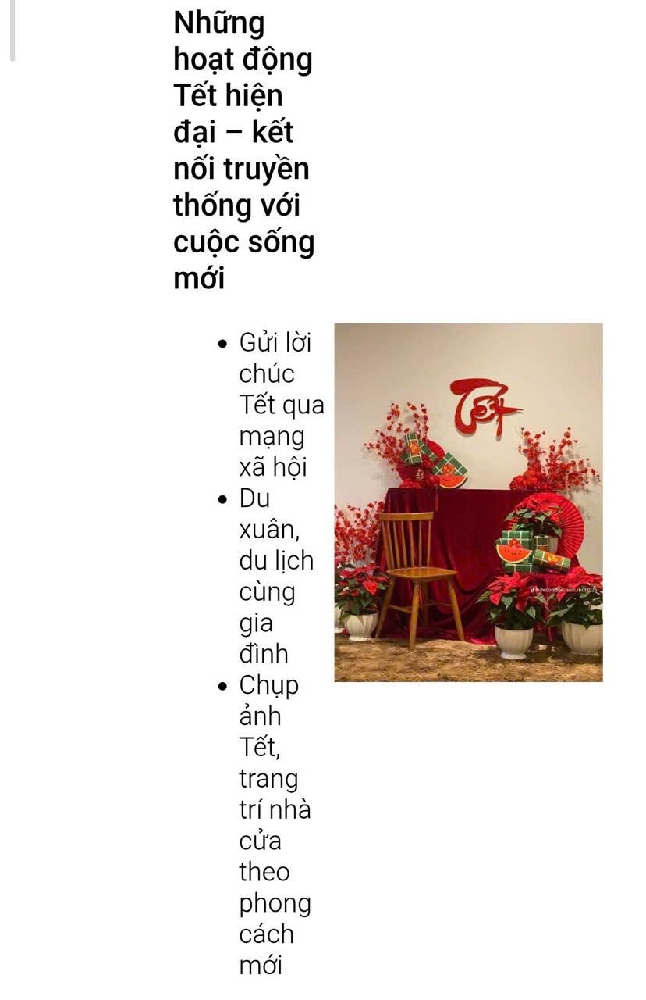 Những
hoạt động
Tết hiện
đại – kết
nối truyền
thống với
cuộc sống
mới
Gửi lời
chúc
Tết qua
mạng
xã hội
Du
xuân,
du lịch
cùng
gia
đình
Chụp
ảnh
Tết,
trang
trí nhà
cửa
theo
phong
cách
mới
Tết